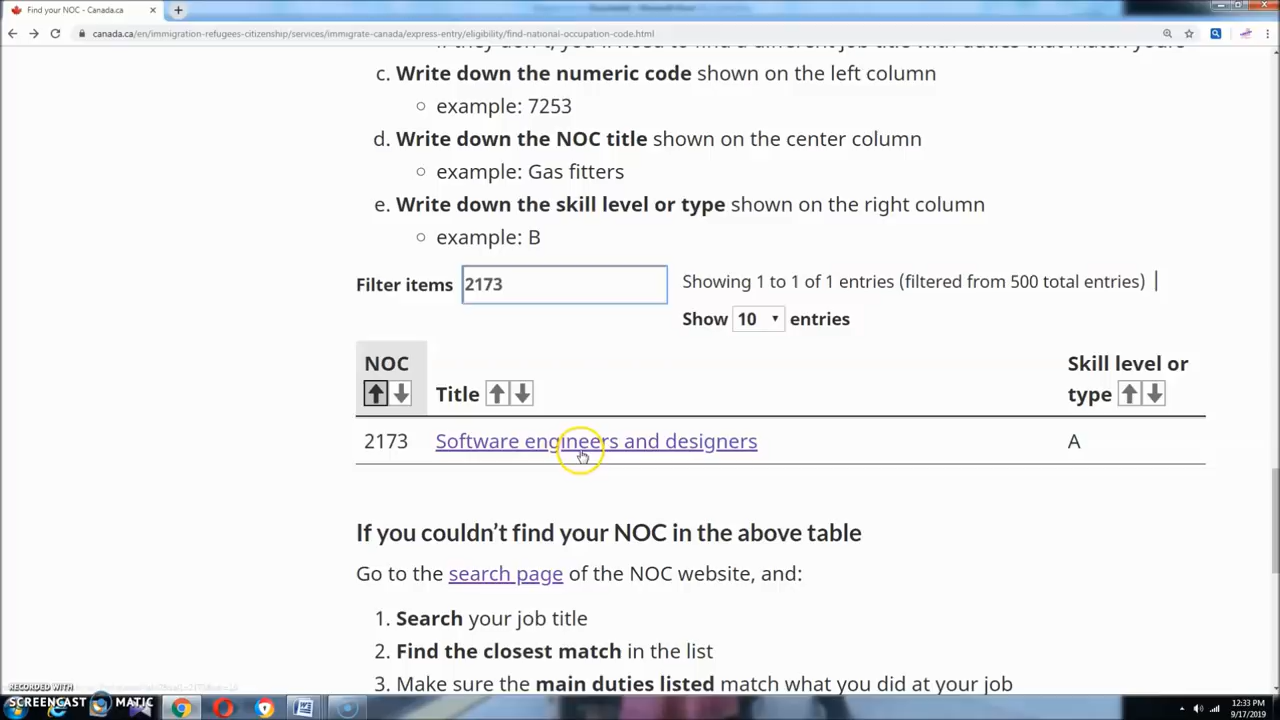 Find your NOC - Canada.ca
canada.ca/en/immigration-refugees-citizenship/services/immigrate-canada/express-entry/eligibility/find-national-occupation-code.html
c. Write down the numeric code shown on the left column
example: 7253
d. Write down the NOC title shown on the center column
example: Gas fitters
e. Write down the skill level or type shown on the right column
example: B
Filter items 2173 Showing 1 to 1 of 1 entries (filtered from 500 total entries) |
Show 10 entries
NOC Title Skill level or type
2173 Software engineers and designers A
If you couldn't find your NOC in the above table
Go to the search page of the NOC website, and:
1. Search your job title
2. Find the closest match in the list
3. Make sure the main duties listed match what you did at your job
RECORDED WITH
SCREENCAST MATIC
12:33 PM
9/17/2019